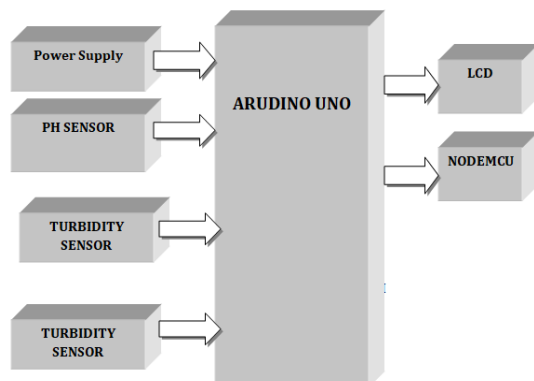 Power Supply
PH SENSOR
TURBIDITY
SENSOR
TURBIDITY
SENSOR
ARUDINO UNO
LCD
NODEMCU